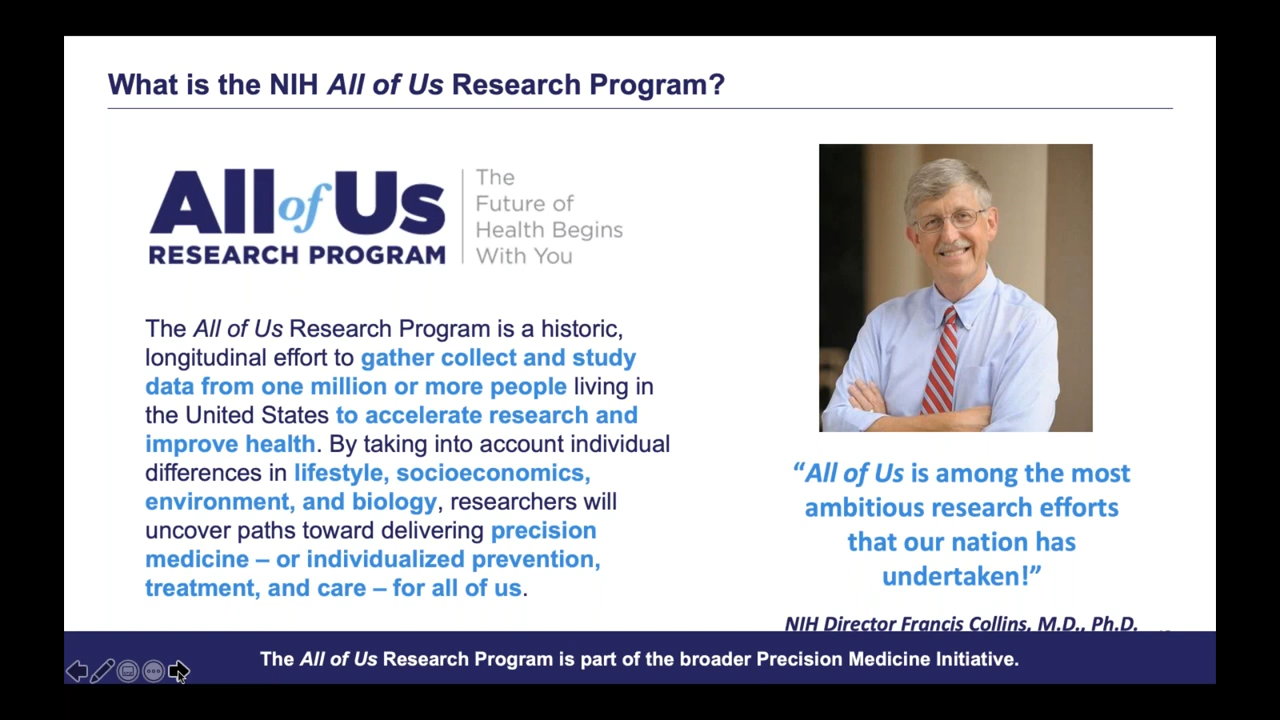 What is the NIH All of Us Research Program?
All of Us
RESEARCH PROGRAM
The
Future of
Health Begins
With You
The All of Us Research Program is a historic,
longitudinal effort to gather collect and study
data from one million or more people living in
the United States to accelerate research and
improve health. By taking into account individual
differences in lifestyle, socioeconomics,
environment, and biology, researchers will
uncover paths toward delivering precision
medicine – or individualized prevention,
treatment, and care – for all of us.
“All of Us is among the most
ambitious research efforts
that our nation has
undertaken!”
NIH Director Francis Collins, M.D., Ph.D.
The All of Us Research Program is part of the broader Precision Medicine Initiative.